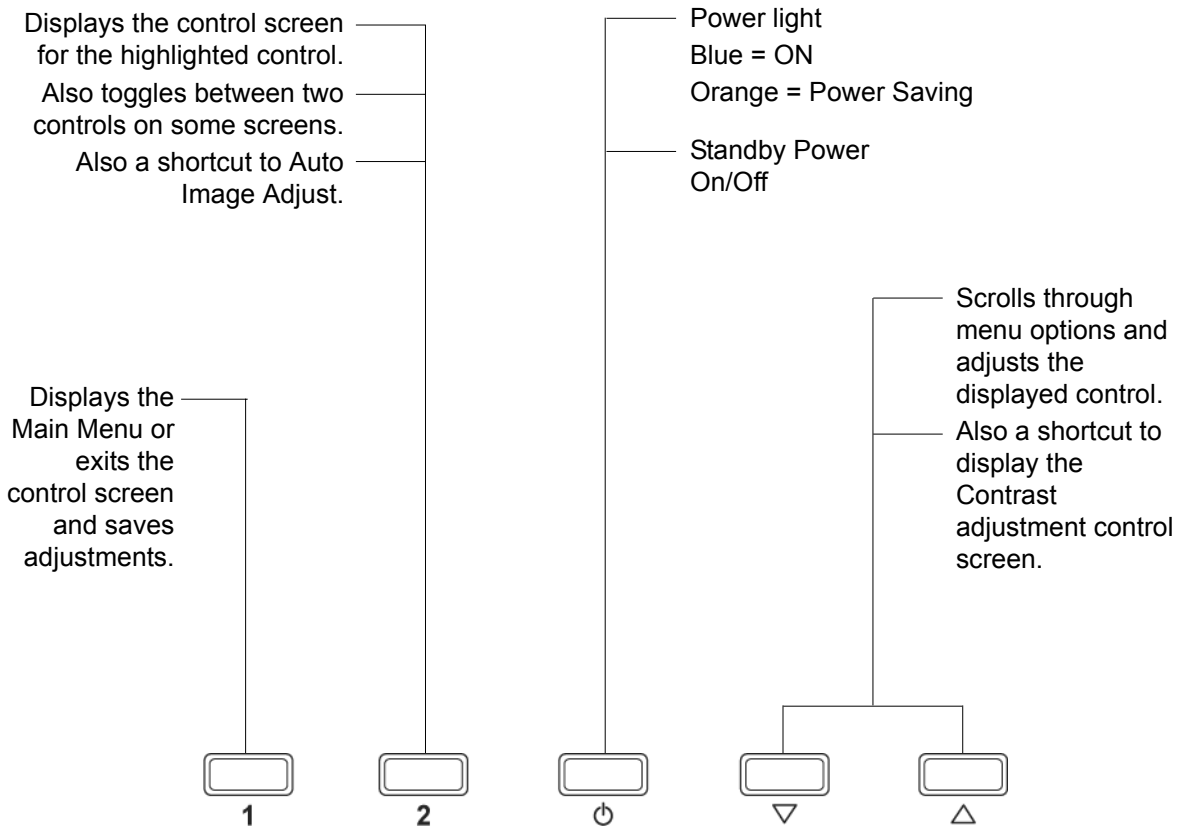 Displays the control screen
for the highlighted control.
Also toggles between two
controls on some screens.
Also a shortcut to Auto
Image Adjust.
Power light
Blue = ON
Orange = Power Saving
Standby Power
On/Off
Scrolls through
menu options and
adjusts the
displayed control.
Also a shortcut to
display the
Contrast
adjustment control
screen.
Displays the
Main Menu or
exits the
control screen
and saves
adjustments.
1
2